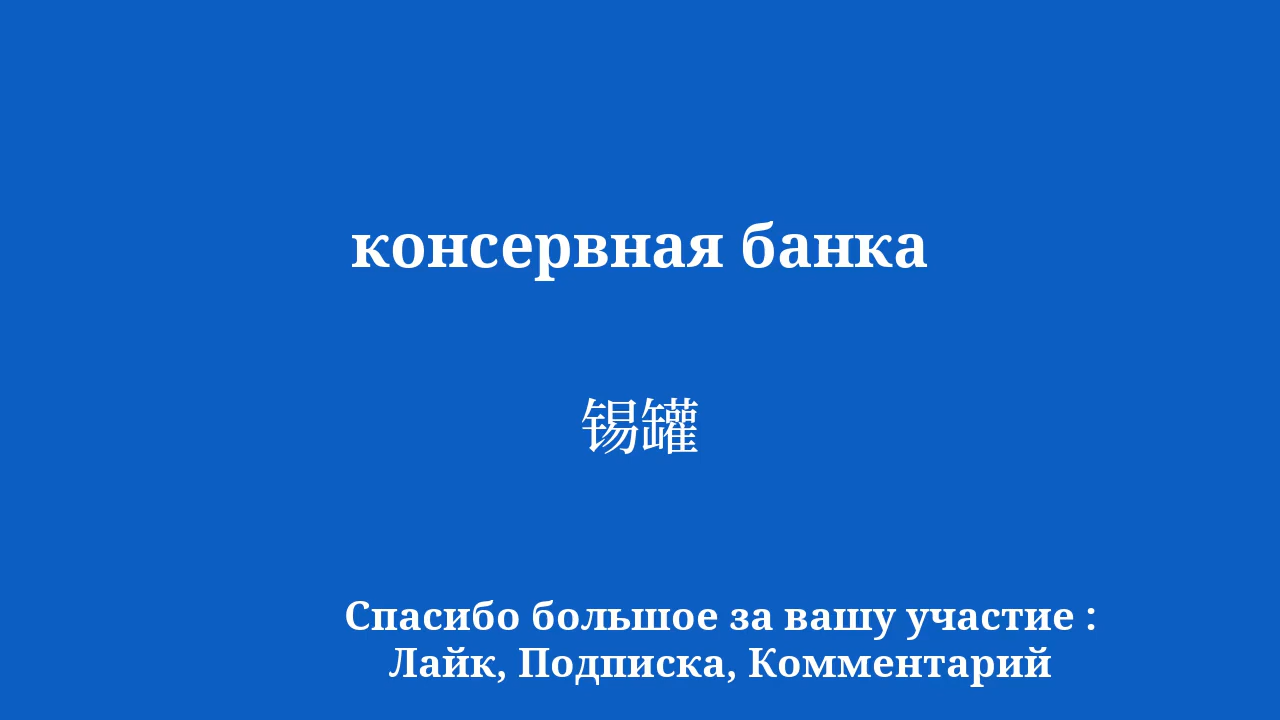 консервная банка
锡罐
Спасибо большое за вашу участие :
Лайк, Подписка, Комментарий